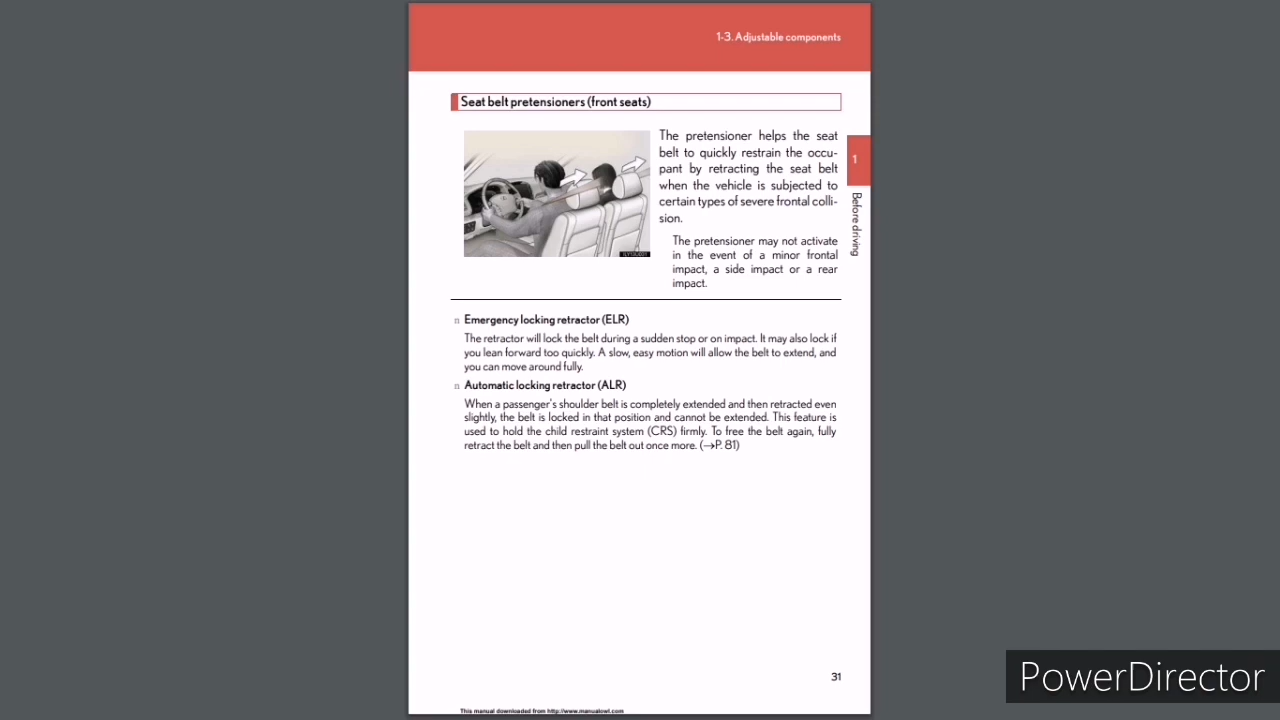 1-3. Adjustable components
Seat belt pretensioners (front seats)
The pretensioner helps the seat
belt to quickly restrain the occu-
pant by retracting the seat belt
when the vehicle is subjected to
certain types of severe frontal colli-
sion.
The pretensioner may not activate
in the event of a minor frontal
impact, a side impact or a rear
impact.
1
Before driving
n Emergency locking retractor (ELR)
The retractor will lock the belt during a sudden stop or on impact. It may also lock if
you lean forward too quickly. A slow, easy motion will allow the belt to extend, and
you can move around fully.
n Automatic locking retractor (ALR)
When a passenger's shoulder belt is completely extended and then retracted even
slightly, the belt is locked in that position and cannot be extended. This feature is
used to hold the child restraint system (CRS) firmly. To free the belt again, fully
retract the belt and then pull the belt out once more. (→P. 81)
31
This manual downloaded from http://www.manualowl.com
PowerDirector